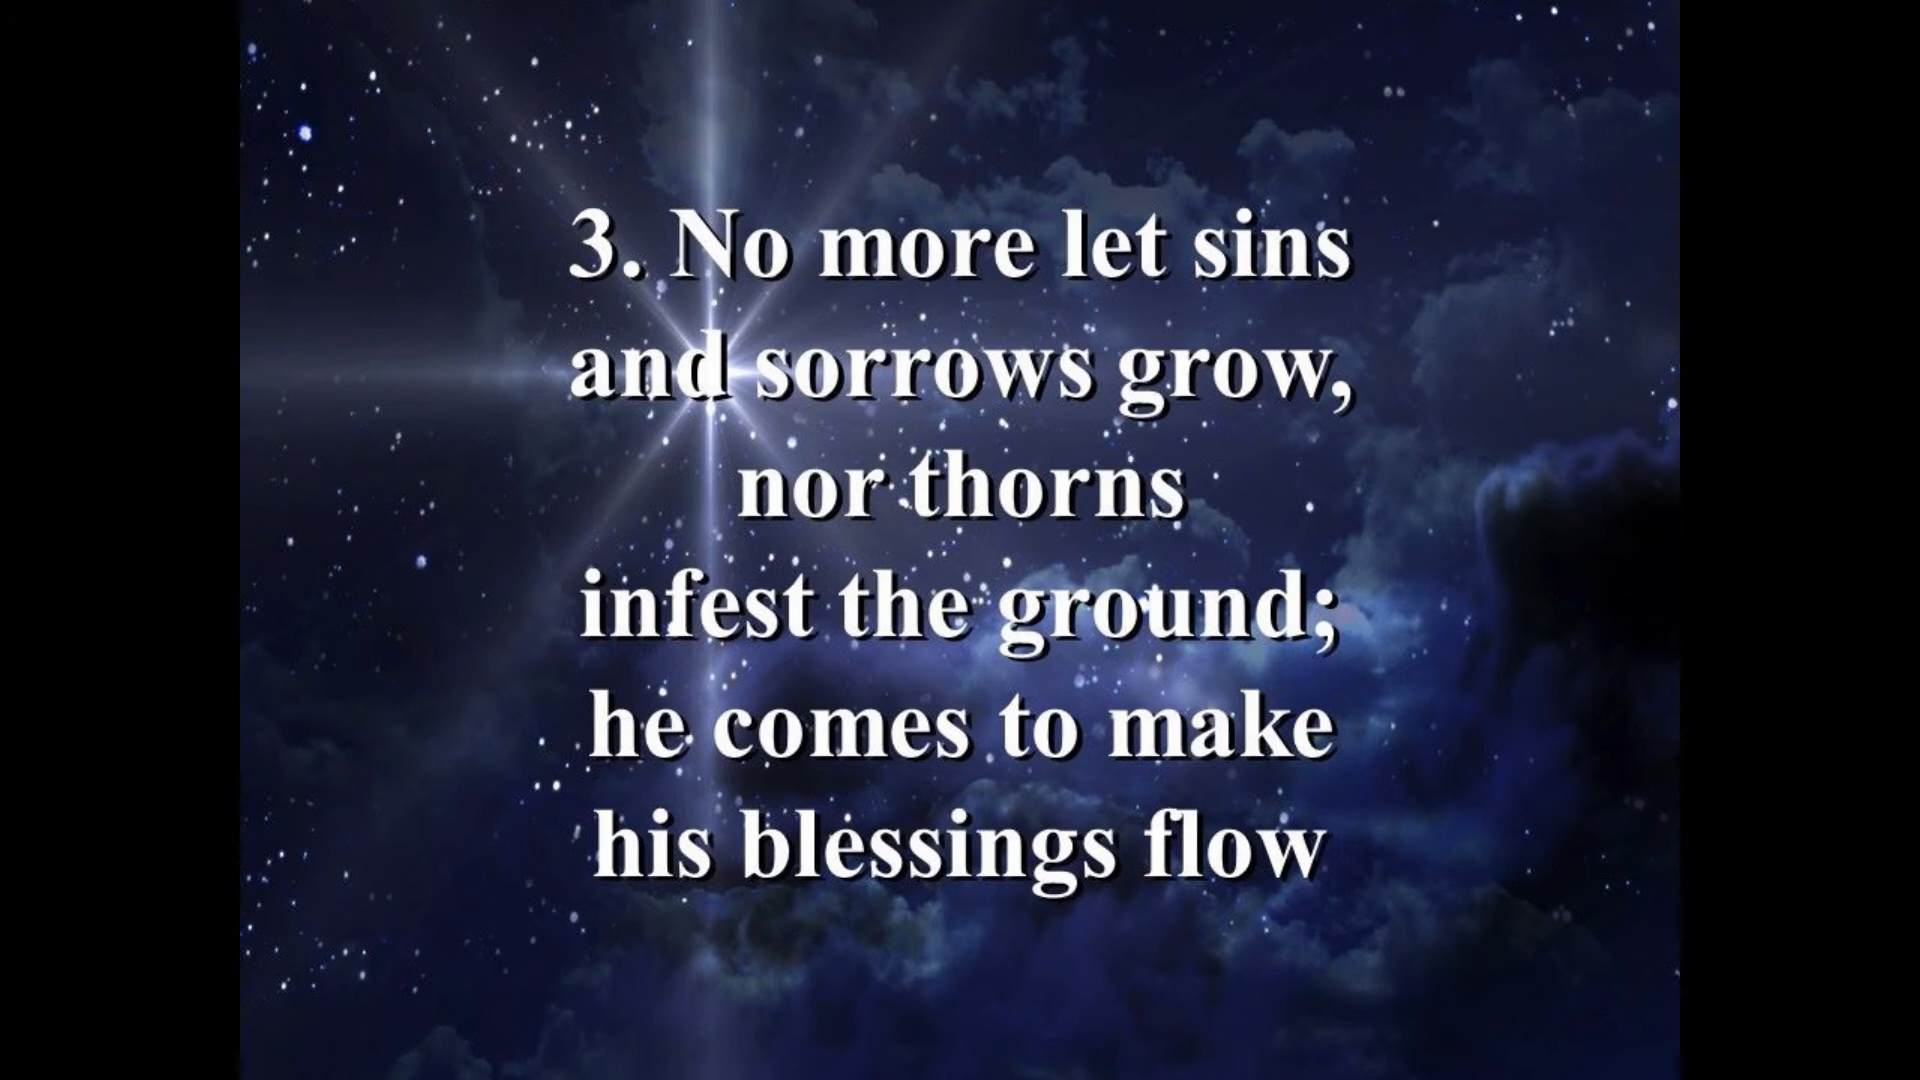 3. No more let sins
and sorrows grow,
nor thorns
infest the ground;
he comes to make
his blessings flow